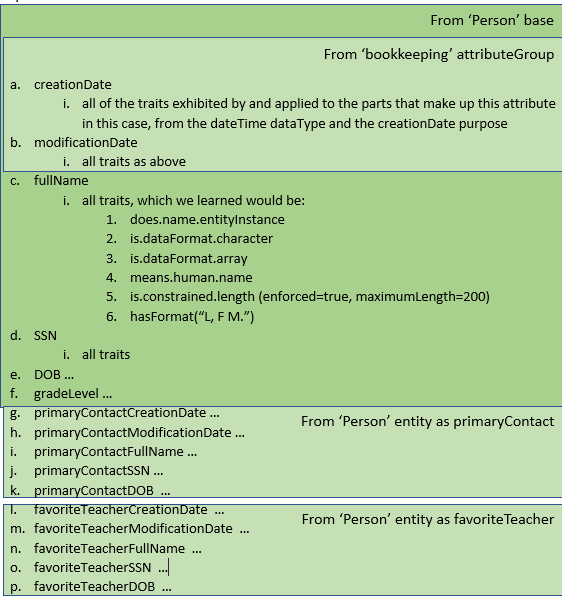 From ‘Person’ base
From ‘bookkeeping’ attributeGroup
a. creationDate
i. all of the traits exhibited by and applied to the parts that make up this attribute
in this case, from the dateTime dataType and the creationDate purpose
b. modificationDate
i. all traits as above
c. fullName
i. all traits, which we learned would be:
1. does.name.entityInstance
2. is.dataFormat.character
3. is.dataFormat.array
4. means.human.name
5. is.constrained.length (enforced=true, maximumLength=200)
6. hasFormat(“L, F M.”)
d. SSN
i. all traits
e. DOB ...
f. gradeLevel ...
g. primaryContactCreationDate ...
From ‘Person’ entity as primaryContact
h. primaryContactModificationDate ...
i. primaryContactFullName ...
j. primaryContactSSN ...
k. primaryContactDOB ...
l. favoriteTeacherCreationDate ...
From ‘Person’ entity as favoriteTeacher
m. favoriteTeacherModificationDate ...
n. favoriteTeacherFullName ...
o. favoriteTeacherSSN ...
p. favoriteTeacherDOB ...